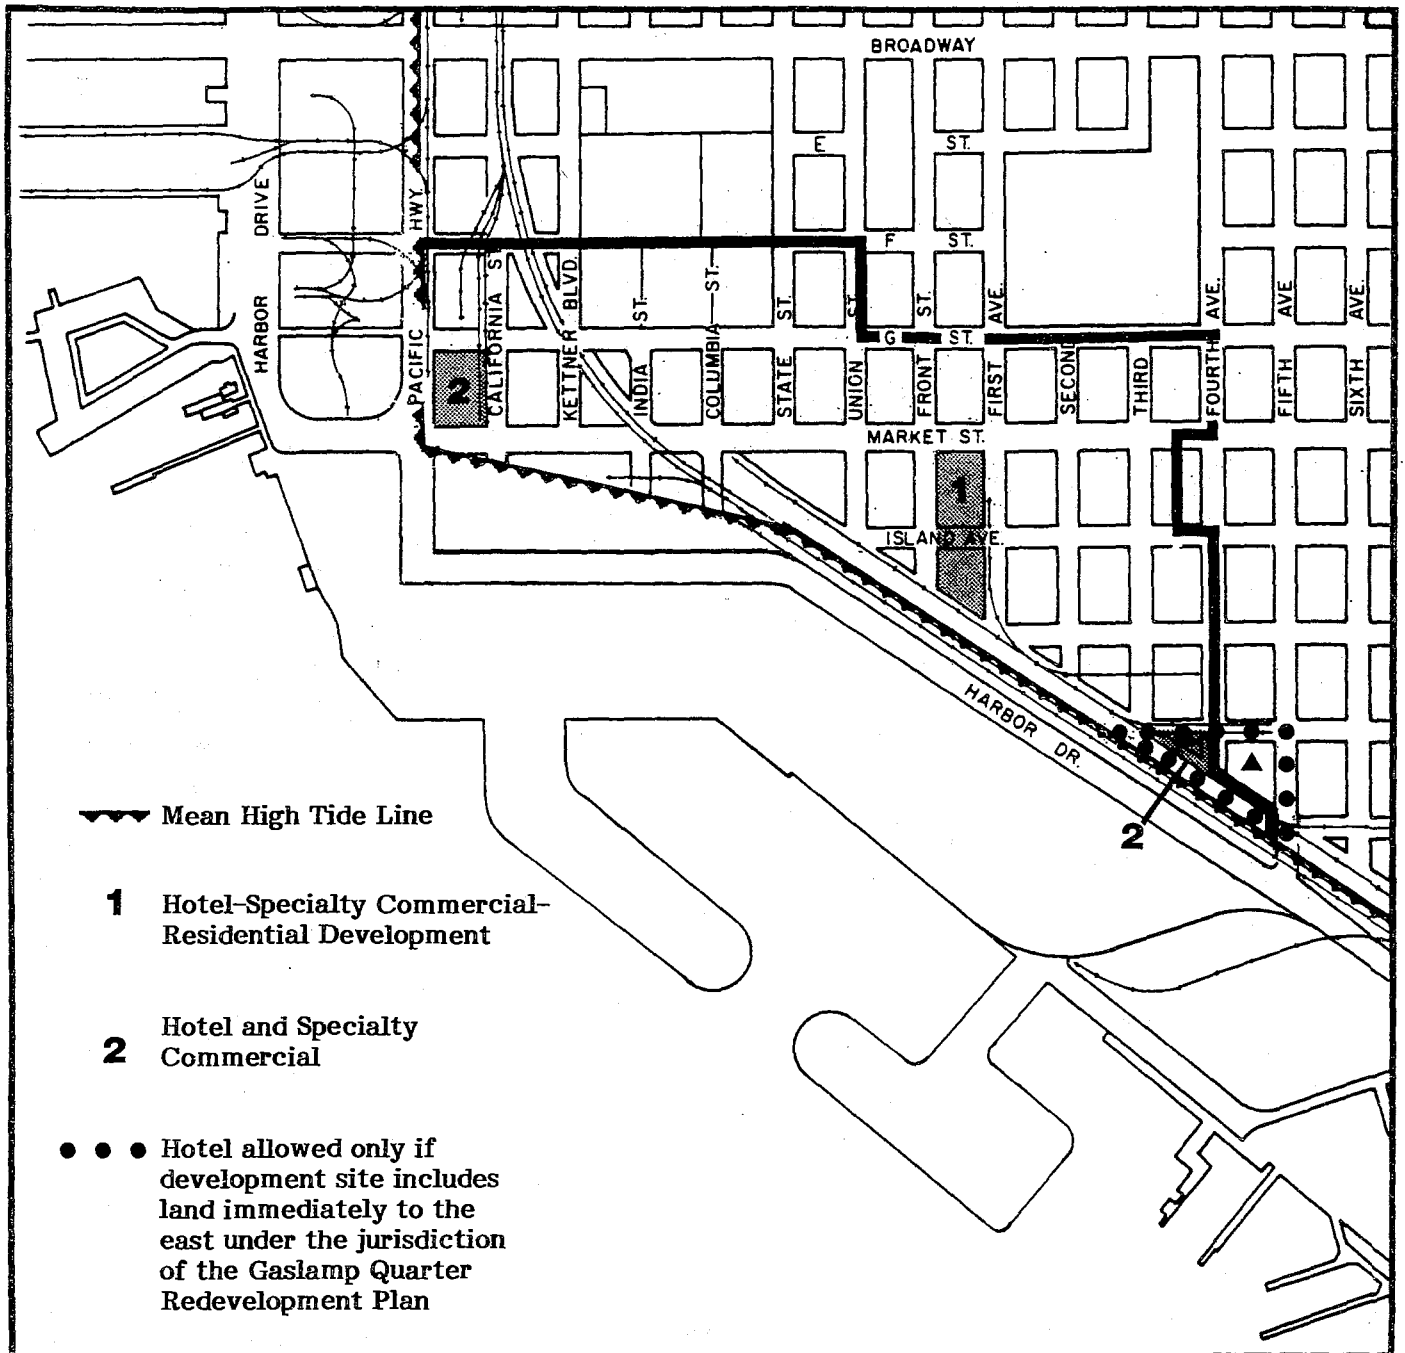 BROADWAY
E ST.
DRIVE
HWY.
F ST.
HARBOR
PACIFIC
CALIFORNIA ST.
KETTNER BLVD.
INDIA ST.
COLUMBIA ST.
STATE ST.
UNION ST.
FRONT ST.
FIRST AVE.
SECOND
THIRD
FOURTH AVE.
FIFTH AVE
SIXTH AVE.
G ST.
2
MARKET ST.
1
ISLAND AVE.
HARBOR DR.
2
Mean High Tide Line
1 Hotel-Specialty Commercial-
Residential Development
Hotel and Specialty
2 Commercial
Hotel allowed only if
development site includes
land immediately to the
east under the jurisdiction
of the Gaslamp Quarter
Redevelopment Plan